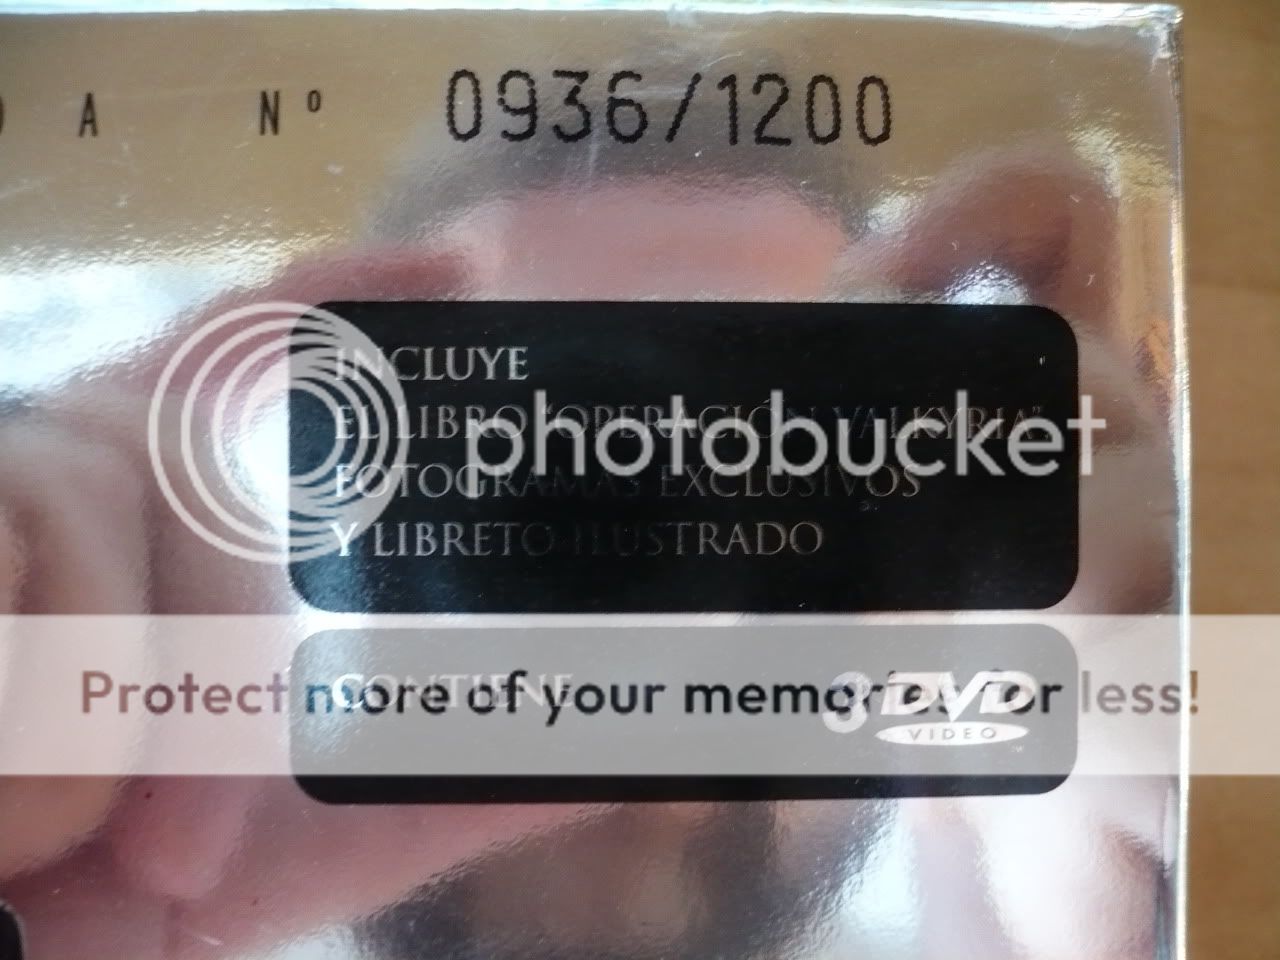 A Nº 0936/1200
INCLUYE
EL LIBRO "OPERACIÓN VALKYRIA",
FOTOGRAMAS EXCLUSIVOS
Y LIBRETO ILUSTRADO
photobucket
Protect more of your memories for less!
CONTIENE 3 DVD
VIDEO